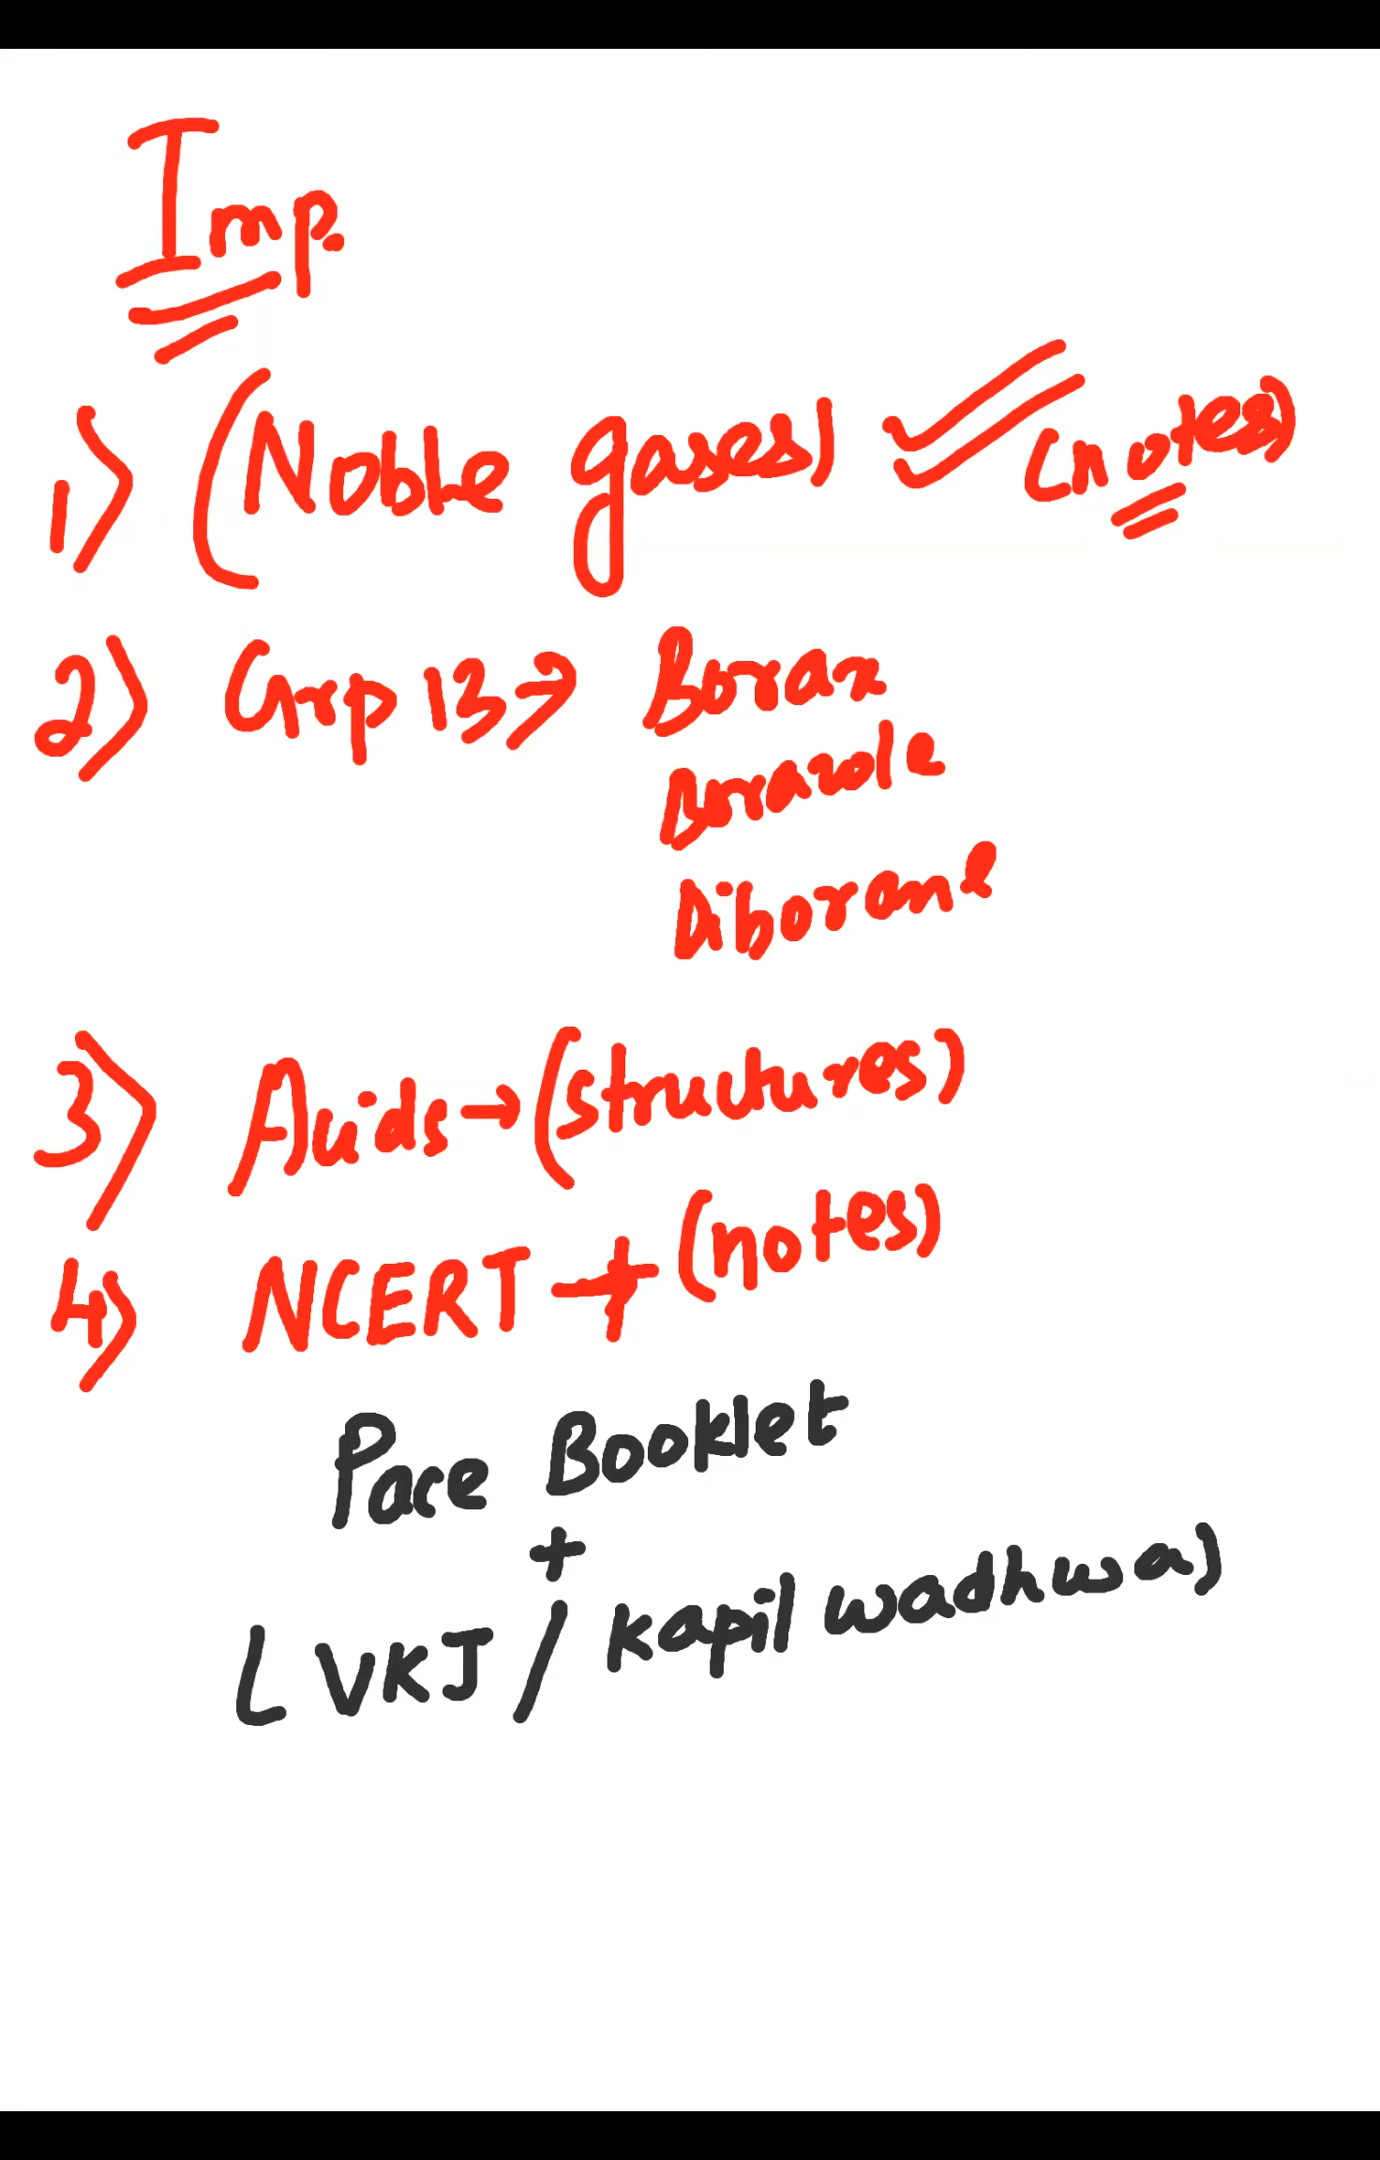 Imp.
1) (Noble gases) (notes)
2) Grp 13 → Borax
Borazole
Diborane
3) Acids → (structures)
4) NCERT + (notes)
Pace Booklet
+
(VKJ / Kapil wadhwa)